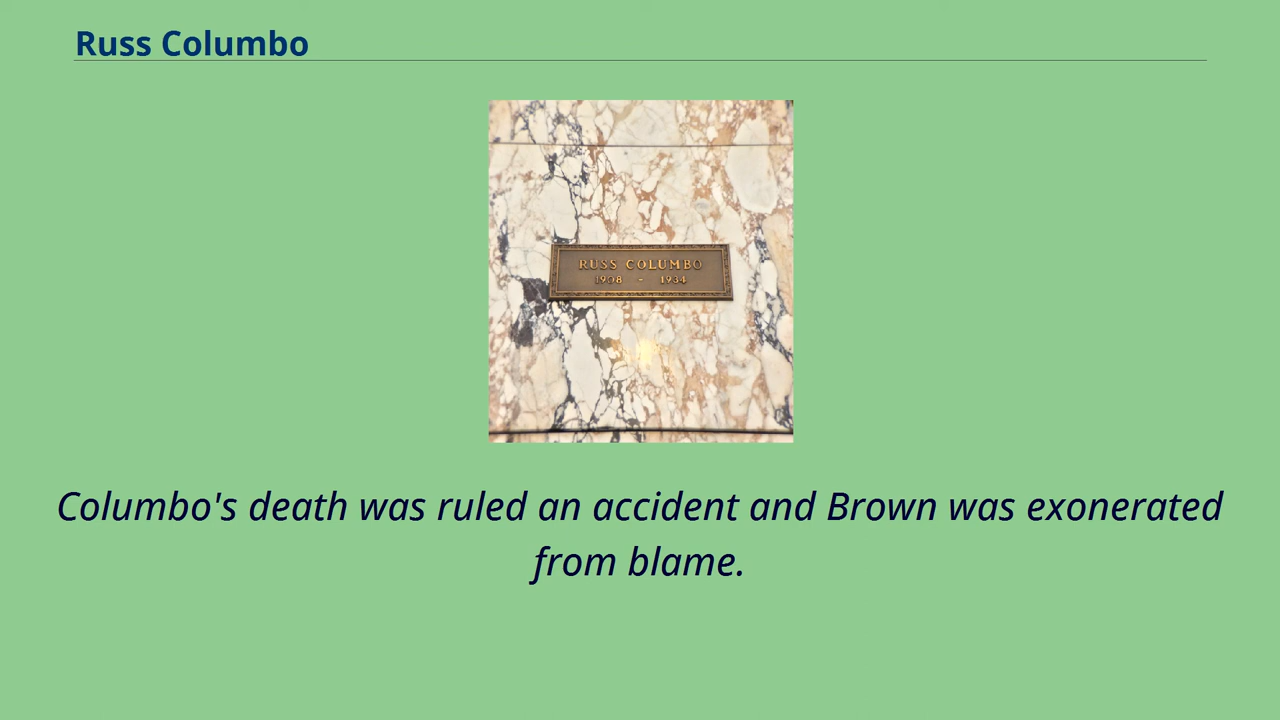 Russ Columbo
RUSS COLUMBO
1908 - 1934
Columbo's death was ruled an accident and Brown was exonerated
from blame.